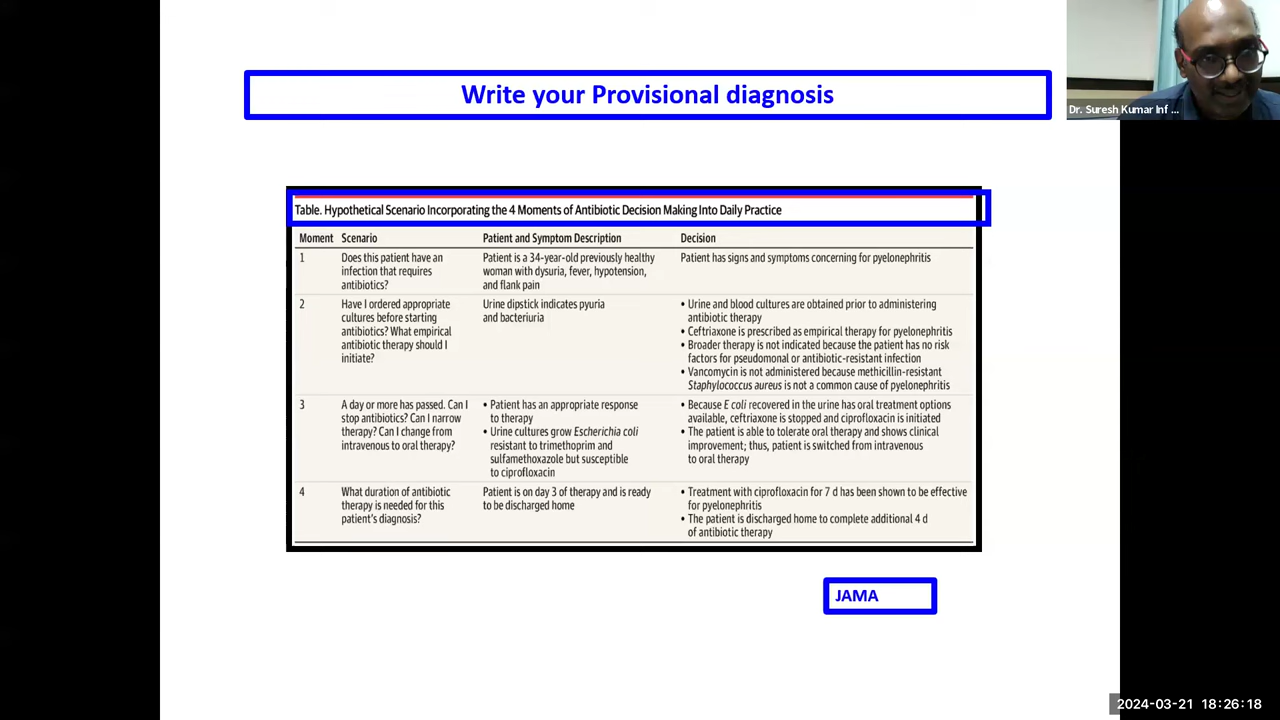 Write your Provisional diagnosis
Dr. Suresh Kumar Inf ...
Table. Hypothetical Scenario Incorporating the 4 Moments of Antibiotic Decision Making Into Daily Practice
Moment Scenario Patient and Symptom Description Decision
1 Does this patient have an infection that requires antibiotics?
Patient is a 34-year-old previously healthy woman with dysuria, fever, hypotension, and flank pain
Patient has signs and symptoms concerning for pyelonephritis
2 Have I ordered appropriate cultures before starting antibiotics? What empirical antibiotic therapy should I initiate?
Urine dipstick indicates pyuria and bacteriuria
• Urine and blood cultures are obtained prior to administering antibiotic therapy
• Ceftriaxone is prescribed as empirical therapy for pyelonephritis
• Broader therapy is not indicated because the patient has no risk factors for pseudomonal or antibiotic-resistant infection
• Vancomycin is not administered because methicillin-resistant Staphylococcus aureus is not a common cause of pyelonephritis
3 A day or more has passed. Can I stop antibiotics? Can I narrow therapy? Can I change from intravenous to oral therapy?
• Patient has an appropriate response to therapy
• Urine cultures grow Escherichia coli resistant to trimethoprim and sulfamethoxazole but susceptible to ciprofloxacin
• Because E coli recovered in the urine has oral treatment options available, ceftriaxone is stopped and ciprofloxacin is initiated
• The patient is able to tolerate oral therapy and shows clinical improvement; thus, patient is switched from intravenous to oral therapy
4 What duration of antibiotic therapy is needed for this patient's diagnosis?
Patient is on day 3 of therapy and is ready to be discharged home
• Treatment with ciprofloxacin for 7 d has been shown to be effective for pyelonephritis
• The patient is discharged home to complete additional 4 d of antibiotic therapy
JAMA
2024-03-21 18:26:18